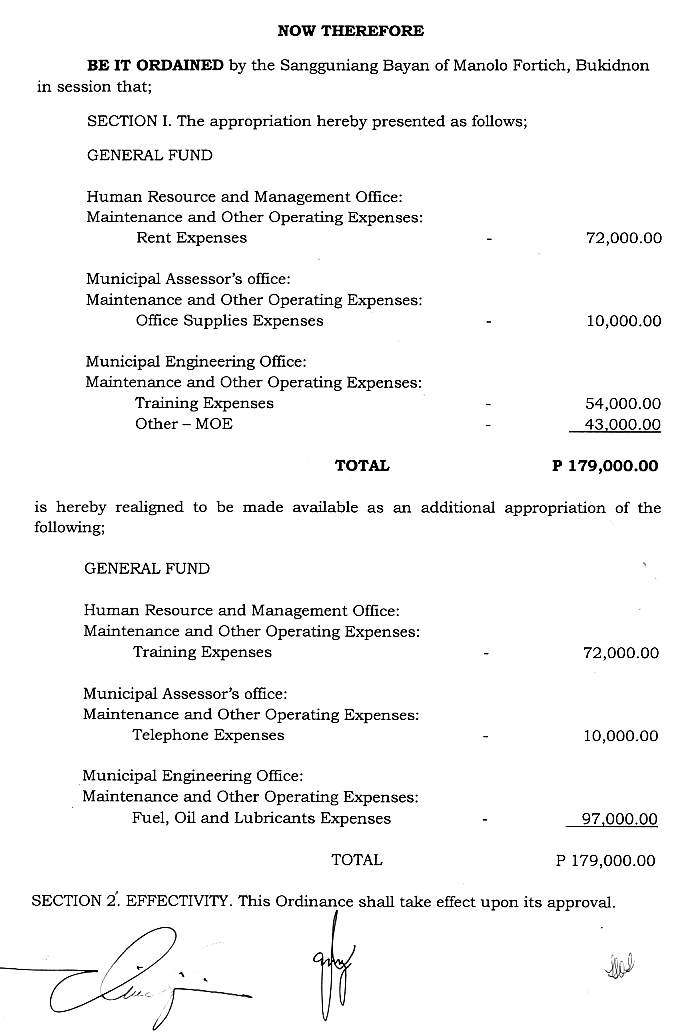 NOW THEREFORE
BE IT ORDAINED by the Sangguniang Bayan of Manolo Fortich, Bukidnon
in session that;
SECTION I. The appropriation hereby presented as follows;
GENERAL FUND
Human Resource and Management Office:
Maintenance and Other Operating Expenses:
Rent Expenses - 72,000.00
Municipal Assessor's office:
Maintenance and Other Operating Expenses:
Office Supplies Expenses - 10,000.00
Municipal Engineering Office:
Maintenance and Other Operating Expenses:
Training Expenses - 54,000.00
Other – MOE - 43,000.00
TOTAL P 179,000.00
is hereby realigned to be made available as an additional appropriation of the
following;
GENERAL FUND
Human Resource and Management Office:
Maintenance and Other Operating Expenses:
Training Expenses - 72,000.00
Municipal Assessor's office:
Maintenance and Other Operating Expenses:
Telephone Expenses - 10,000.00
Municipal Engineering Office:
Maintenance and Other Operating Expenses:
Fuel, Oil and Lubricants Expenses - 97,000.00
TOTAL P 179,000.00
SECTION 2. EFFECTIVITY. This Ordinance shall take effect upon its approval.